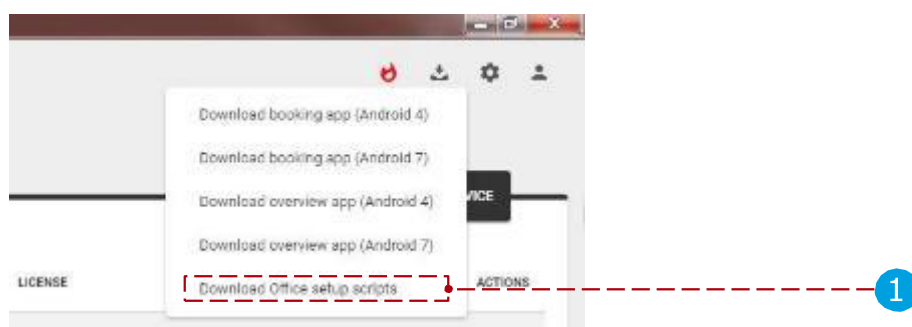 Download booking app (Android 4)
Download booking app (Android 7)
Download overview app (Android 4)
VICE
Download overview app (Android 7)
LICENSE
Download Office setup scripts
ACTIONS
1